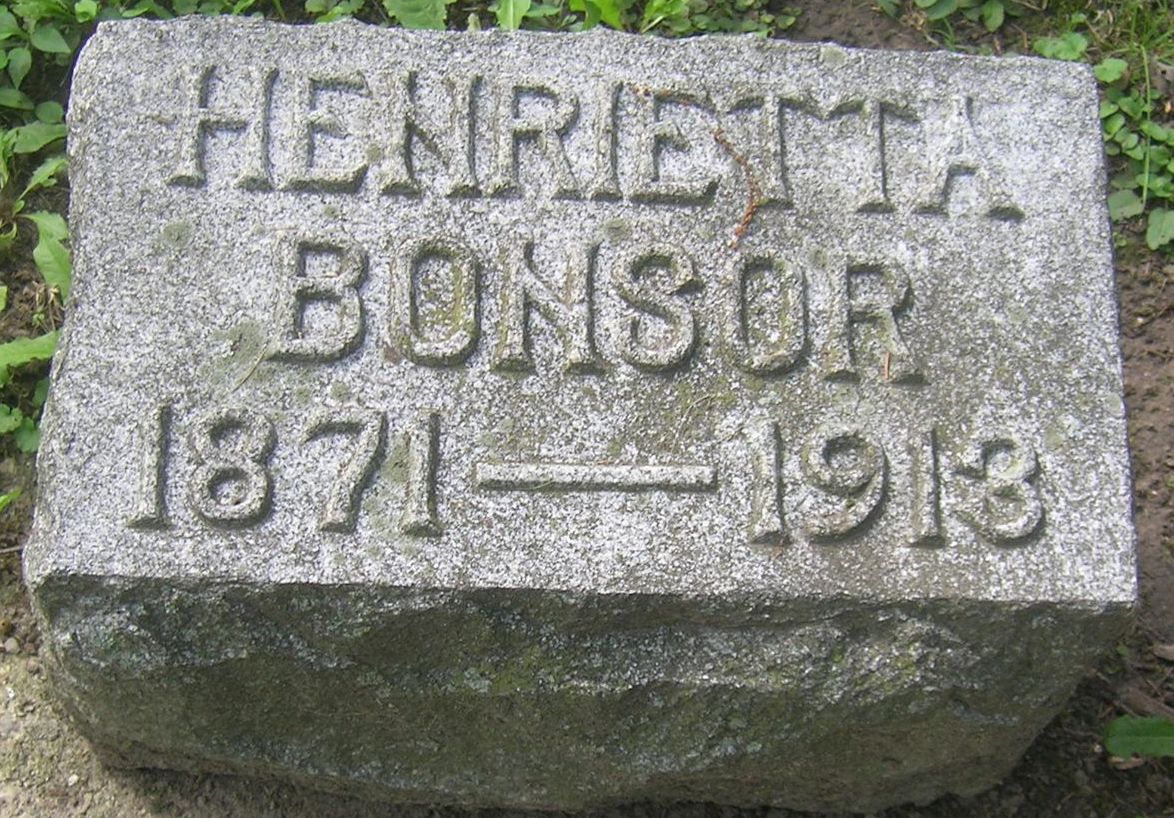 HENRIETTA
BONSOR
1871 — 1913